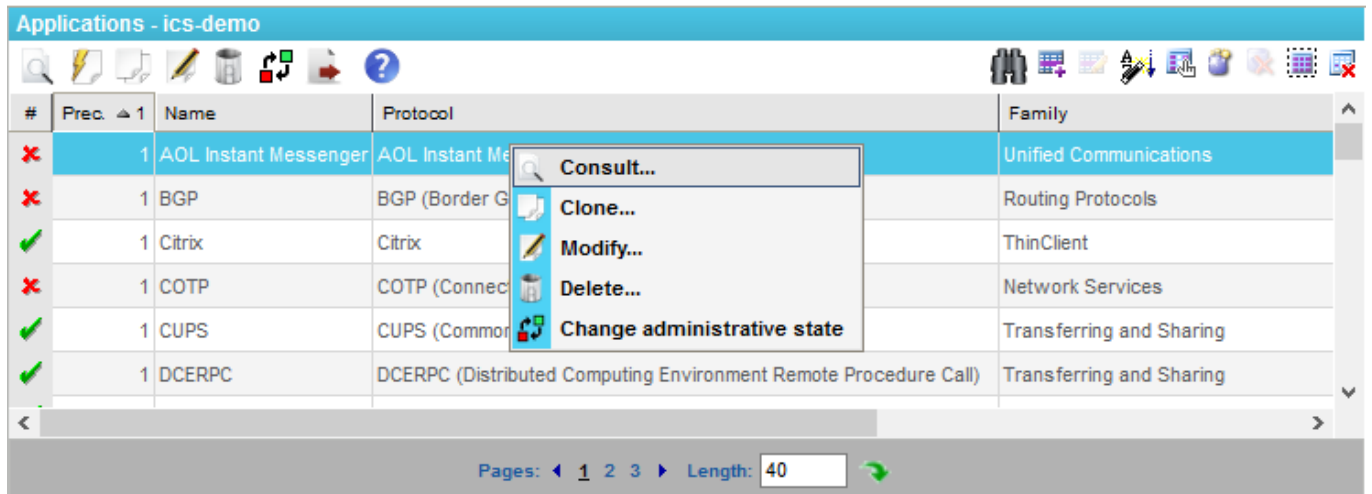 Applications - ics-demo
# Prec. 1 Name Protocol Family
1 AOL Instant Messenger AOL Instant Me Unified Communications
Consult...
1 BGP BGP (Border G Routing Protocols
Clone...
1 Citrix Citrix ThinClient
Modify...
1 COTP COTP (Connec Network Services
Delete...
1 CUPS CUPS (Common Transferring and Sharing
Change administrative state
1 DCERPC DCERPC (Distributed Computing Environment Remote Procedure Call) Transferring and Sharing
Pages: 1 2 3 Length: 40